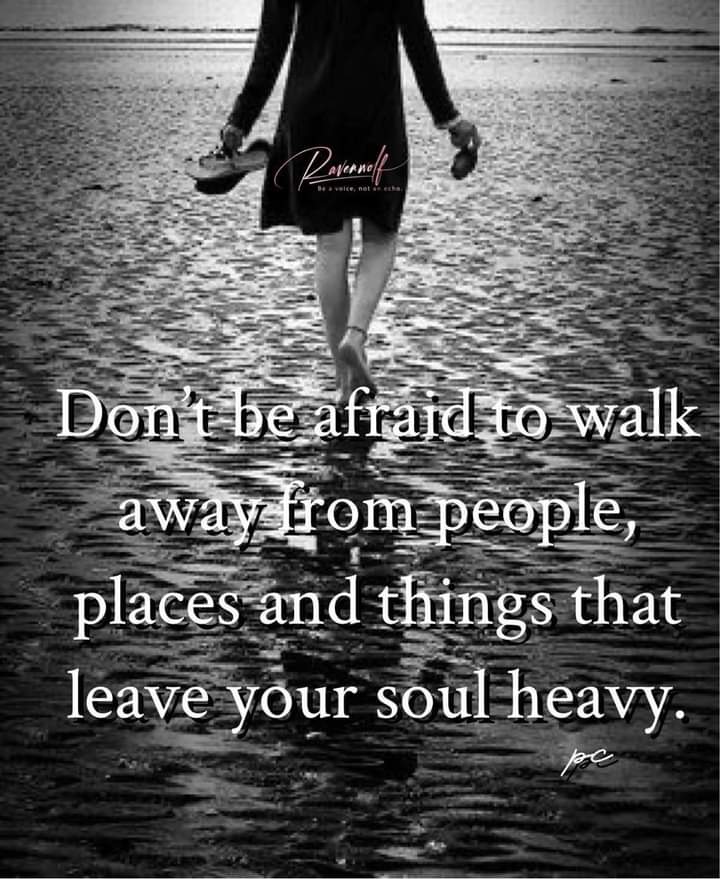 Ravenwolf
Be a voice, not an echo.
Don't be afraid to walk
away from people,
places and things that
leave your soul heavy.
pc